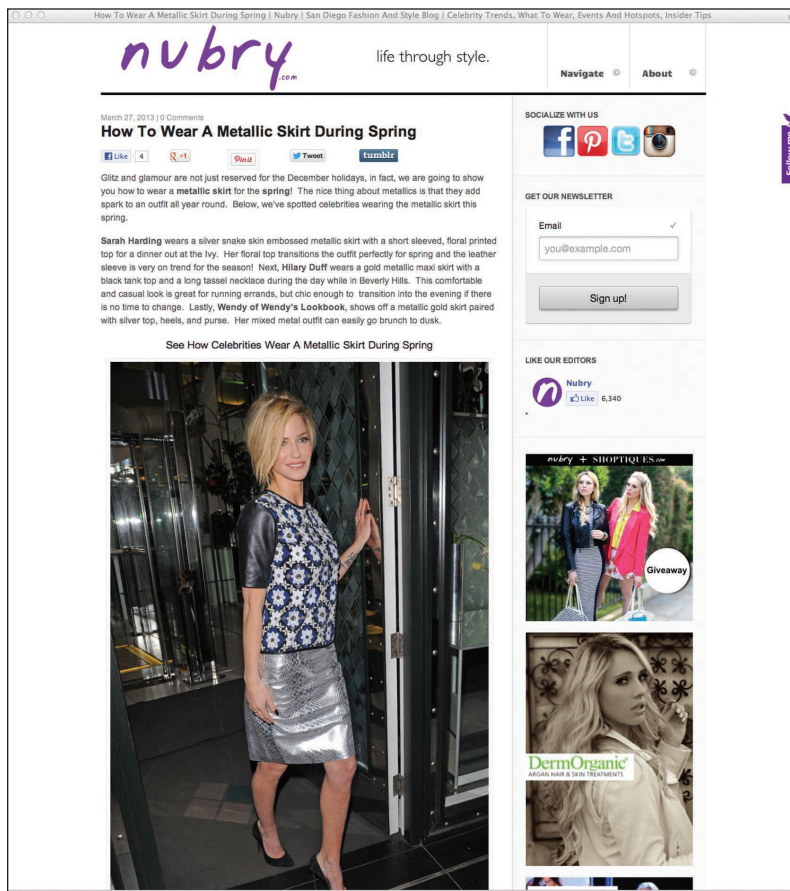 How To Wear A Metallic Skirt During Spring | Nubry | San Diego Fashion And Style Blog | Celebrity Trends, What To Wear, Events And Hotspots, Insider Tips
nubry
.com
life through style.
Navigate
About
March 27, 2013 | 0 Comments
How To Wear A Metallic Skirt During Spring
Like 4
+1
Pin it
Tweet
tumblr
Glitz and glamour are not just reserved for the December holidays, in fact, we are going to show
you how to wear a metallic skirt for the spring! The nice thing about metallics is that they add
spark to an outfit all year round. Below, we've spotted celebrities wearing the metallic skirt this
spring.
Sarah Harding wears a silver snake skin embossed metallic skirt with a short sleeved, floral printed
top for a dinner out at the Ivy. Her floral top transitions the outfit perfectly for spring and the leather
sleeve is very on trend for the season! Next, Hilary Duff wears a gold metallic maxi skirt with a
black tank top and a long tassel necklace during the day while in Beverly Hills. This comfortable
and casual look is great for running errands, but chic enough to transition into the evening if there
is no time to change. Lastly, Wendy of Wendy's Lookbook, shows off a metallic gold skirt paired
with silver top, heels, and purse. Her mixed metal outfit can easily go brunch to dusk.
See How Celebrities Wear A Metallic Skirt During Spring
SOCIALIZE WITH US
GET OUR NEWSLETTER
Email
you@example.com
Sign up!
LIKE OUR EDITORS
Nubry
Like 6,340
nubry + SHOPTIQUES.com
Giveaway
DermOrganic
ARGAN HAIR & SKIN TREATMENTS
Follow me